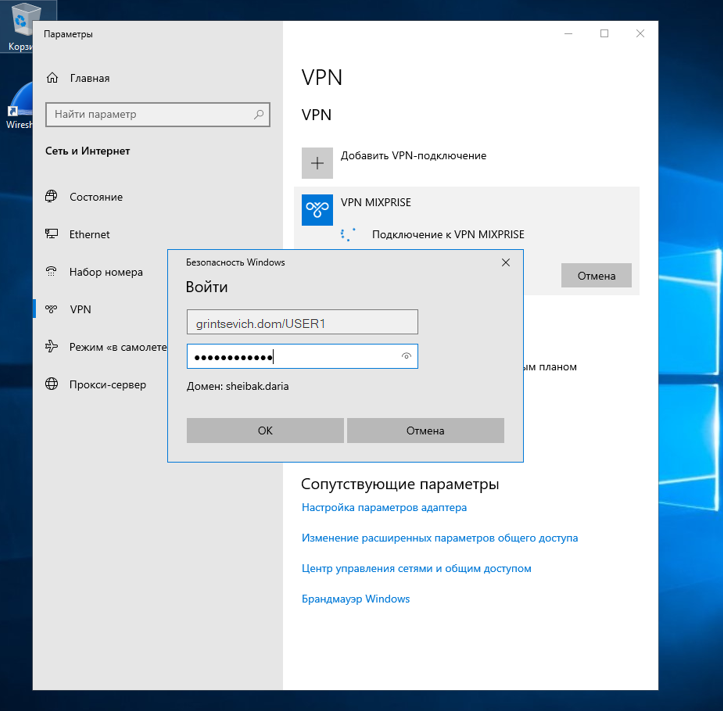 Корзи
Wiresh
Параметры
Главная
Найти параметр
Сеть и Интернет
Состояние
Ethernet
Набор номера
VPN
Режим «в самолете
Прокси-сервер
VPN
VPN
Добавить VPN-подключение
VPN MIXPRISE
Подключение к VPN MIXPRISE
Отмена
ым планом
Безопасность Windows
Войти
grintsevich.dom/USER1
●●●●●●●●●●●●
Домен: sheibak.daria
ОК
Отмена
Сопутствующие параметры
Настройка параметров адаптера
Изменение расширенных параметров общего доступа
Центр управления сетями и общим доступом
Брандмауэр Windows